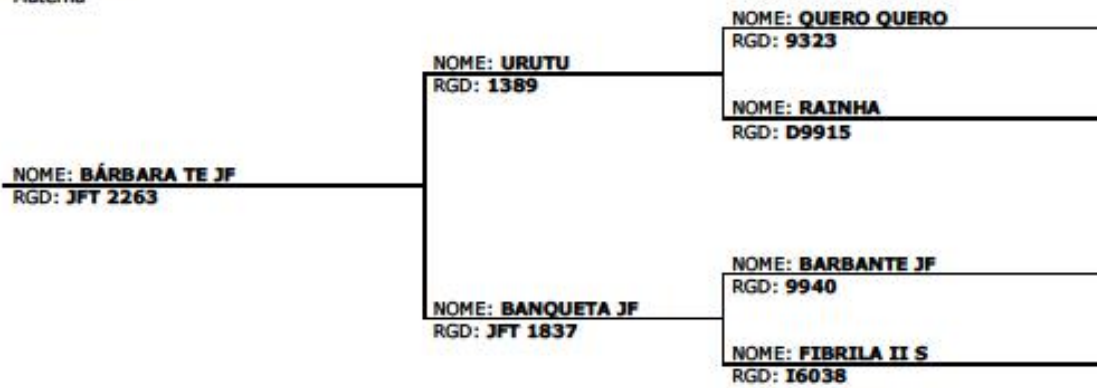 NOME: QUERO QUERO
RGD: 9323
NOME: URUTU
RGD: 1389
NOME: RAINHA
RGD: D9915
NOME: BÁRBARA TE JF
RGD: JFT 2263
NOME: BARBANTE JF
RGD: 9940
NOME: BANQUETA JF
RGD: JFT 1837
NOME: FIBRILA II S
RGD: I6038